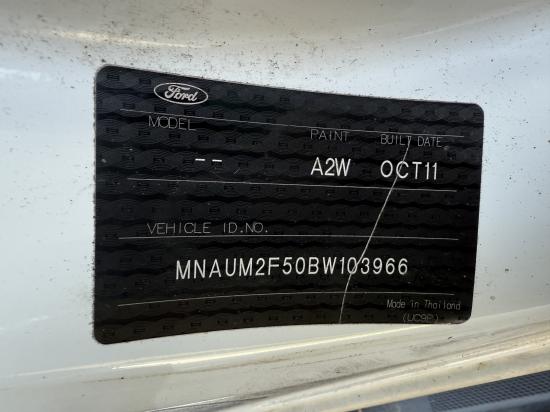 Ford
MODEL PAINT BUILT DATE
-- A2W OCT11
VEHICLE ID.NO.
MNAUM2F50BW103966
Made in Thailand
(UC9P)